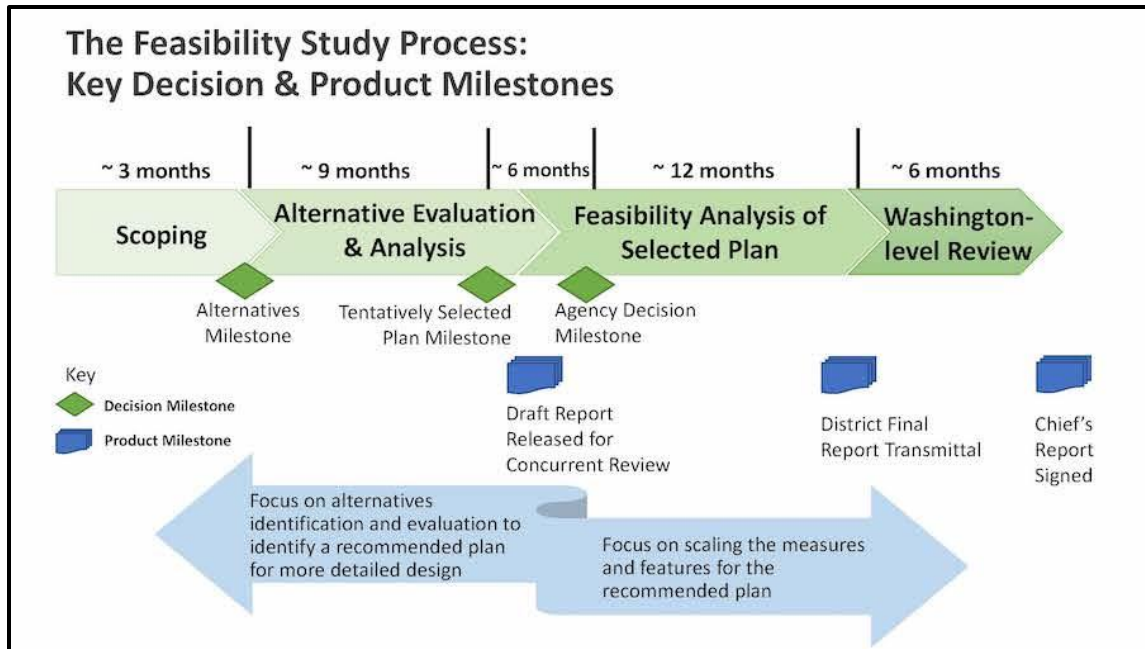 The Feasibility Study Process:
Key Decision & Product Milestones
~ 3 months
~ 9 months
~ 6 months
~ 12 months
~ 6 months
Scoping
Alternative Evaluation
& Analysis
Feasibility Analysis of
Selected Plan
Washington-
level Review
Alternatives
Milestone
Tentatively Selected
Plan Milestone
Agency Decision
Milestone
Key
Decision Milestone
Product Milestone
Draft Report
Released for
Concurrent Review
District Final
Report Transmittal
Chief's
Report
Signed
Focus on alternatives
identification and evaluation to
identify a recommended plan
for more detailed design
Focus on scaling the measures
and features for the
recommended plan